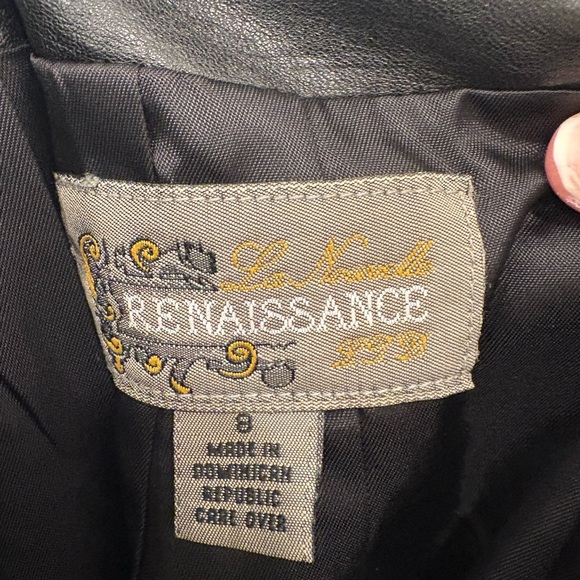 La Nouvelle
RENAISSANCE
LTD
8
MADE IN
DOMINICAN
REPUBLIC
CARE OVER